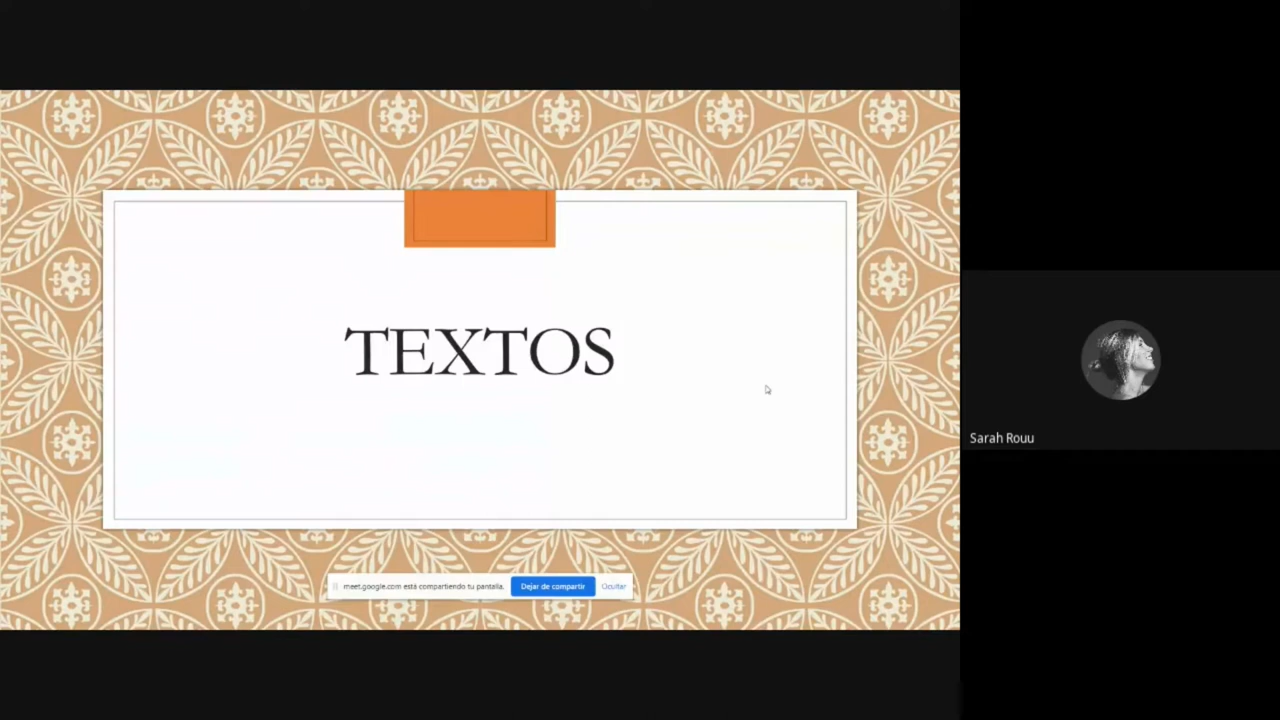 TEXTOS
meet.google.com está compartiendo tu pantalla. Dejar de compartir Ocultar
Sarah Rouu